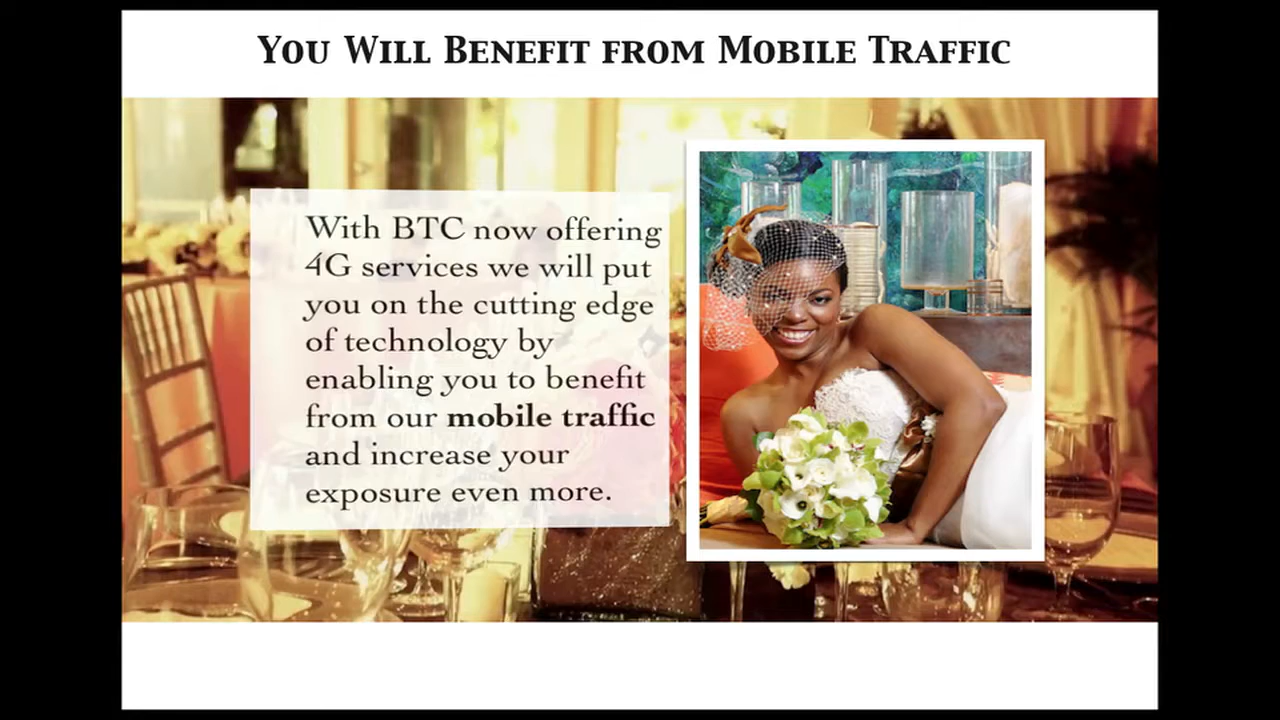 You Will Benefit from Mobile Traffic
With BTC now offering
4G services we will put
you on the cutting edge
of technology by
enabling you to benefit
from our mobile traffic
and increase your
exposure even more.